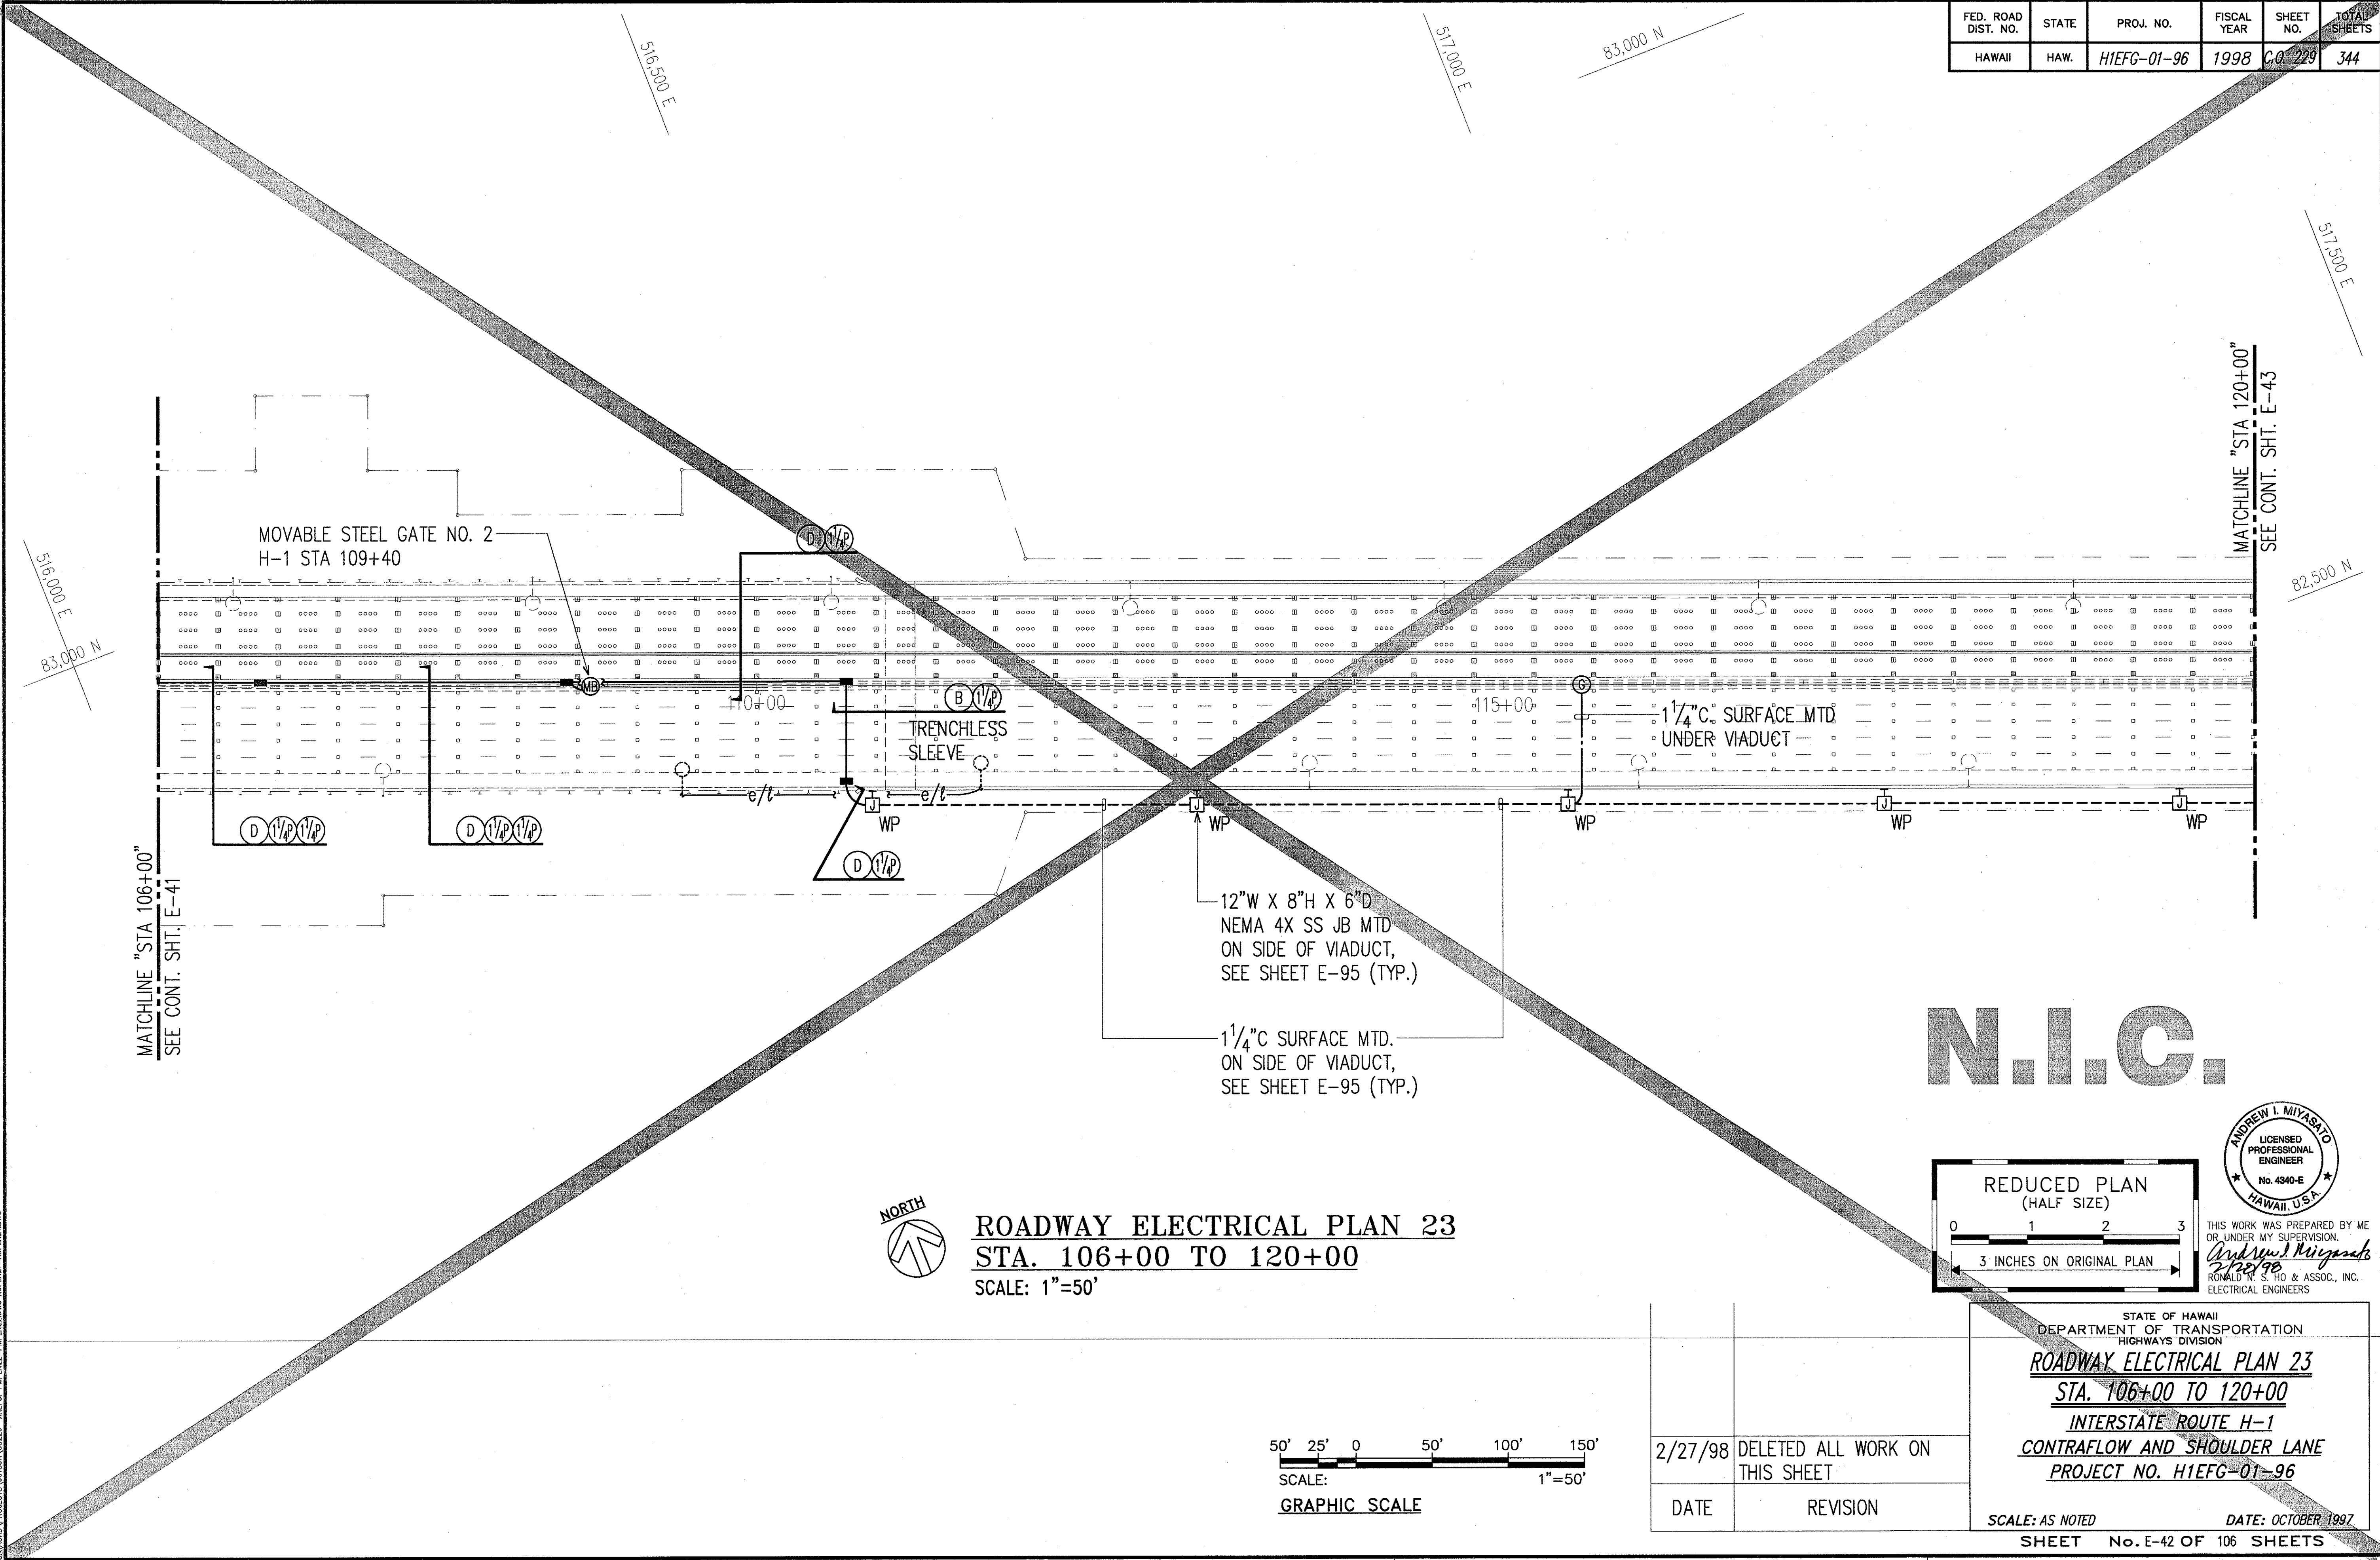 FED. ROAD DIST. NO. STATE PROJ. NO. FISCAL YEAR SHEET NO. TOTAL SHEETS
HAWAII HAW. H1EFG-01-96 1998 C.O. 229 344
516,500 E
517,000 E
83,000 N
517,500 E
MATCHLINE "STA 120+00"
SEE CONT. SHT. E-43
82,500 N
516,000 E
83,000 N
MOVABLE STEEL GATE NO. 2
H-1 STA 109+40
D 1¼P
MB
110+00
B 1¼P
TRENCHLESS
SLEEVE
115+00
G
1¼"C. SURFACE MTD
UNDER VIADUCT
e/l
e/l
J J J J J
WP WP WP WP WP
D 1¼P 1¼P
D 1¼P 1¼P
D 1¼P
MATCHLINE "STA 106+00"
SEE CONT. SHT. E-41
12"W X 8"H X 6"D
NEMA 4X SS JB MTD
ON SIDE OF VIADUCT,
SEE SHEET E-95 (TYP.)
1¼"C SURFACE MTD.
ON SIDE OF VIADUCT,
SEE SHEET E-95 (TYP.)
N.I.C.
ANDREW I. MIYASATO
LICENSED
PROFESSIONAL
ENGINEER
No. 4340-E
HAWAII, U.S.A.
REDUCED PLAN
(HALF SIZE)
0 1 2 3
3 INCHES ON ORIGINAL PLAN
THIS WORK WAS PREPARED BY ME
OR UNDER MY SUPERVISION.
Andrew I. Miyasato
2/28/98
RONALD N. S. HO & ASSOC., INC.
ELECTRICAL ENGINEERS
NORTH
ROADWAY ELECTRICAL PLAN 23
STA. 106+00 TO 120+00
SCALE: 1"=50'
50' 25' 0 50' 100' 150'
SCALE: 1"=50'
GRAPHIC SCALE
2/27/98 DELETED ALL WORK ON
THIS SHEET
DATE REVISION
STATE OF HAWAII
DEPARTMENT OF TRANSPORTATION
HIGHWAYS DIVISION
ROADWAY ELECTRICAL PLAN 23
STA. 106+00 TO 120+00
INTERSTATE ROUTE H-1
CONTRAFLOW AND SHOULDER LANE
PROJECT NO. H1EFG-01-96
SCALE: AS NOTED DATE: OCTOBER 1997
SHEET No. E-42 OF 106 SHEETS